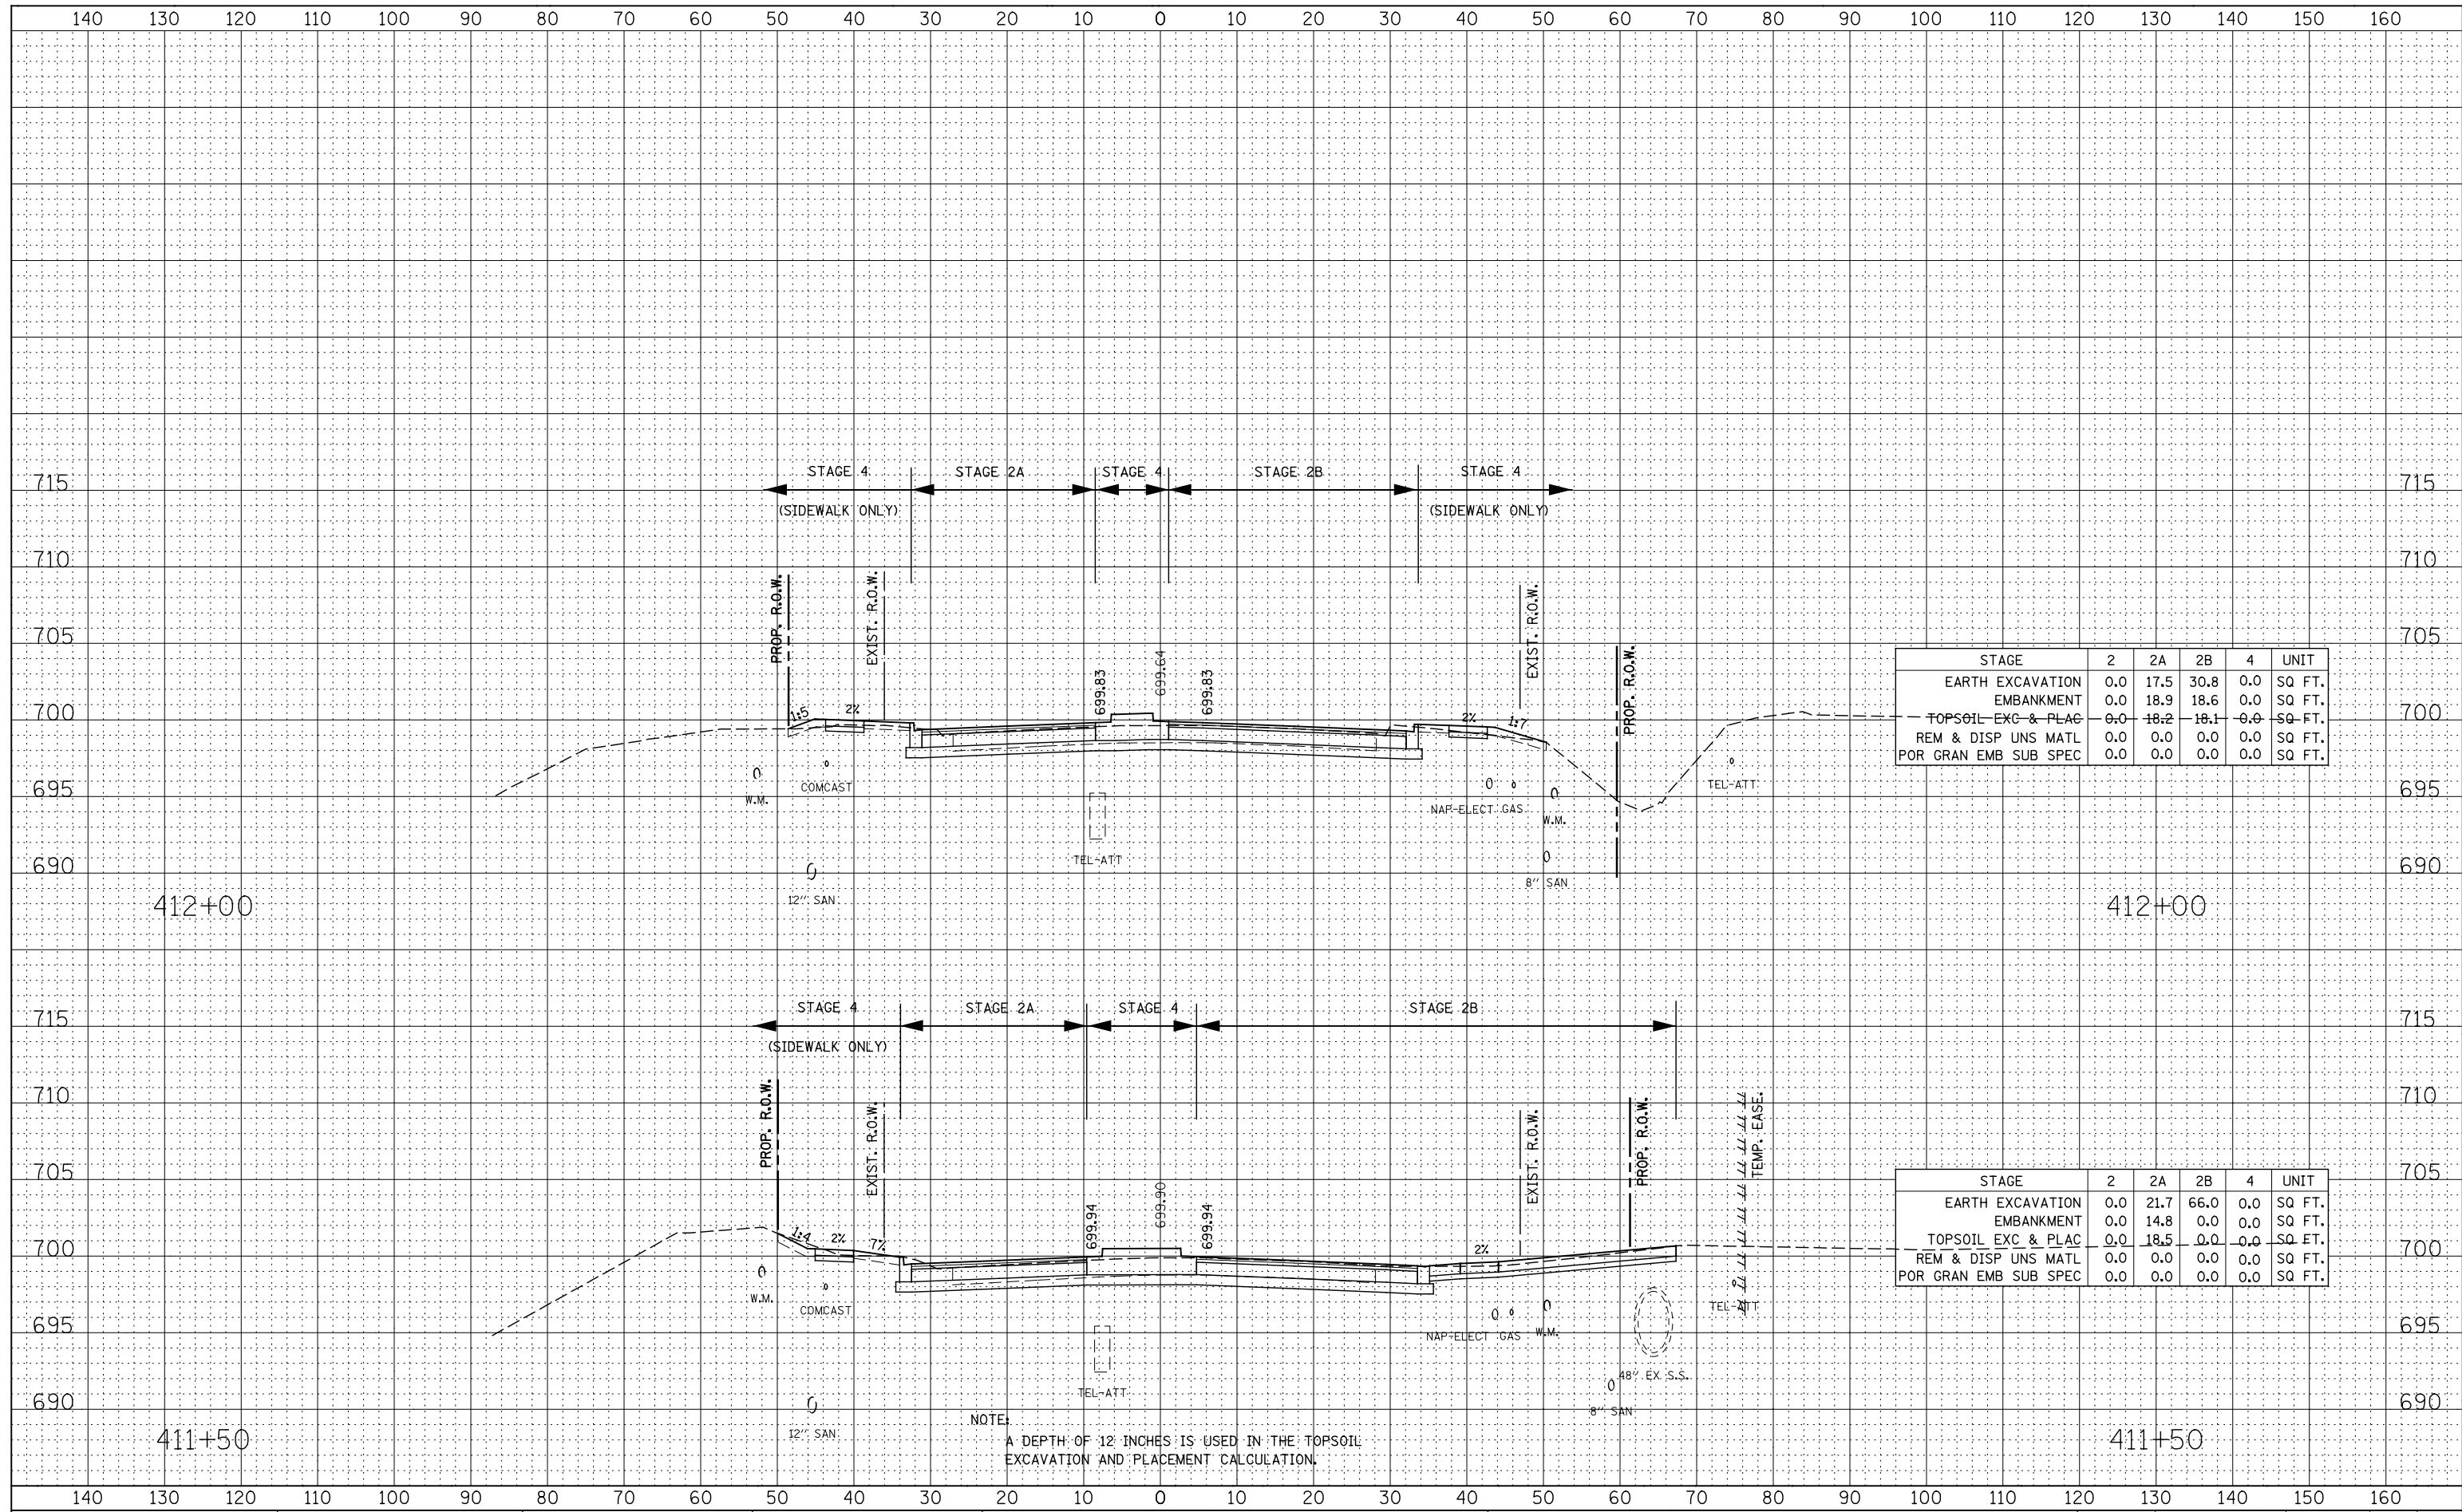 140 130 120 110 100 90 80 70 60 50 40 30 20 10 0 10 20 30 40 50 60 70 80 90 100 110 120 130 140 150 160
STAGE 4 STAGE 2A STAGE 4 STAGE 2B STAGE 4
715 715
(SIDEWALK ONLY) (SIDEWALK ONLY)
710 710
PROP. R.O.W.
EXIST. R.O.W.
EXIST. R.O.W.
PROP. R.O.W.
705 705
699.83
699.64
699.83
STAGE 2 2A 2B 4 UNIT
EARTH EXCAVATION 0.0 17.5 30.8 0.0 SQ FT.
EMBANKMENT 0.0 18.9 18.6 0.0 SQ FT.
TOPSOIL EXC & PLAC 0.0 18.2 18.1 0.0 SQ FT.
REM & DISP UNS MATL 0.0 0.0 0.0 0.0 SQ FT.
POR GRAN EMB SUB SPEC 0.0 0.0 0.0 0.0 SQ FT.
700 1:5 2% 2% 1:7 700
W.M. COMCAST NAP-ELECT GAS W.M. TEL-ATT
695 695
TEL-ATT
690 690
12" SAN 8" SAN
412+00 412+00
STAGE 4 STAGE 2A STAGE 4 STAGE 2B
715 715
(SIDEWALK ONLY)
710 710
PROP. R.O.W.
EXIST. R.O.W.
EXIST. R.O.W.
PROP. R.O.W.
TEMP. EASE.
705 705
699.94
699.90
699.94
STAGE 2 2A 2B 4 UNIT
EARTH EXCAVATION 0.0 21.7 66.0 0.0 SQ FT.
EMBANKMENT 0.0 14.8 0.0 0.0 SQ FT.
TOPSOIL EXC & PLAC 0.0 18.5 0.0 0.0 SQ FT.
REM & DISP UNS MATL 0.0 0.0 0.0 0.0 SQ FT.
POR GRAN EMB SUB SPEC 0.0 0.0 0.0 0.0 SQ FT.
700 1:4 2% 7% 2% 700
W.M. COMCAST NAP-ELECT GAS W.M. TEL-ATT
695 695
TEL-ATT 48" EX S.S.
690 690
12" SAN 8" SAN
411+50 411+50
NOTE:
A DEPTH OF 12 INCHES IS USED IN THE TOPSOIL
EXCAVATION AND PLACEMENT CALCULATION.
140 130 120 110 100 90 80 70 60 50 40 30 20 10 0 10 20 30 40 50 60 70 80 90 100 110 120 130 140 150 160